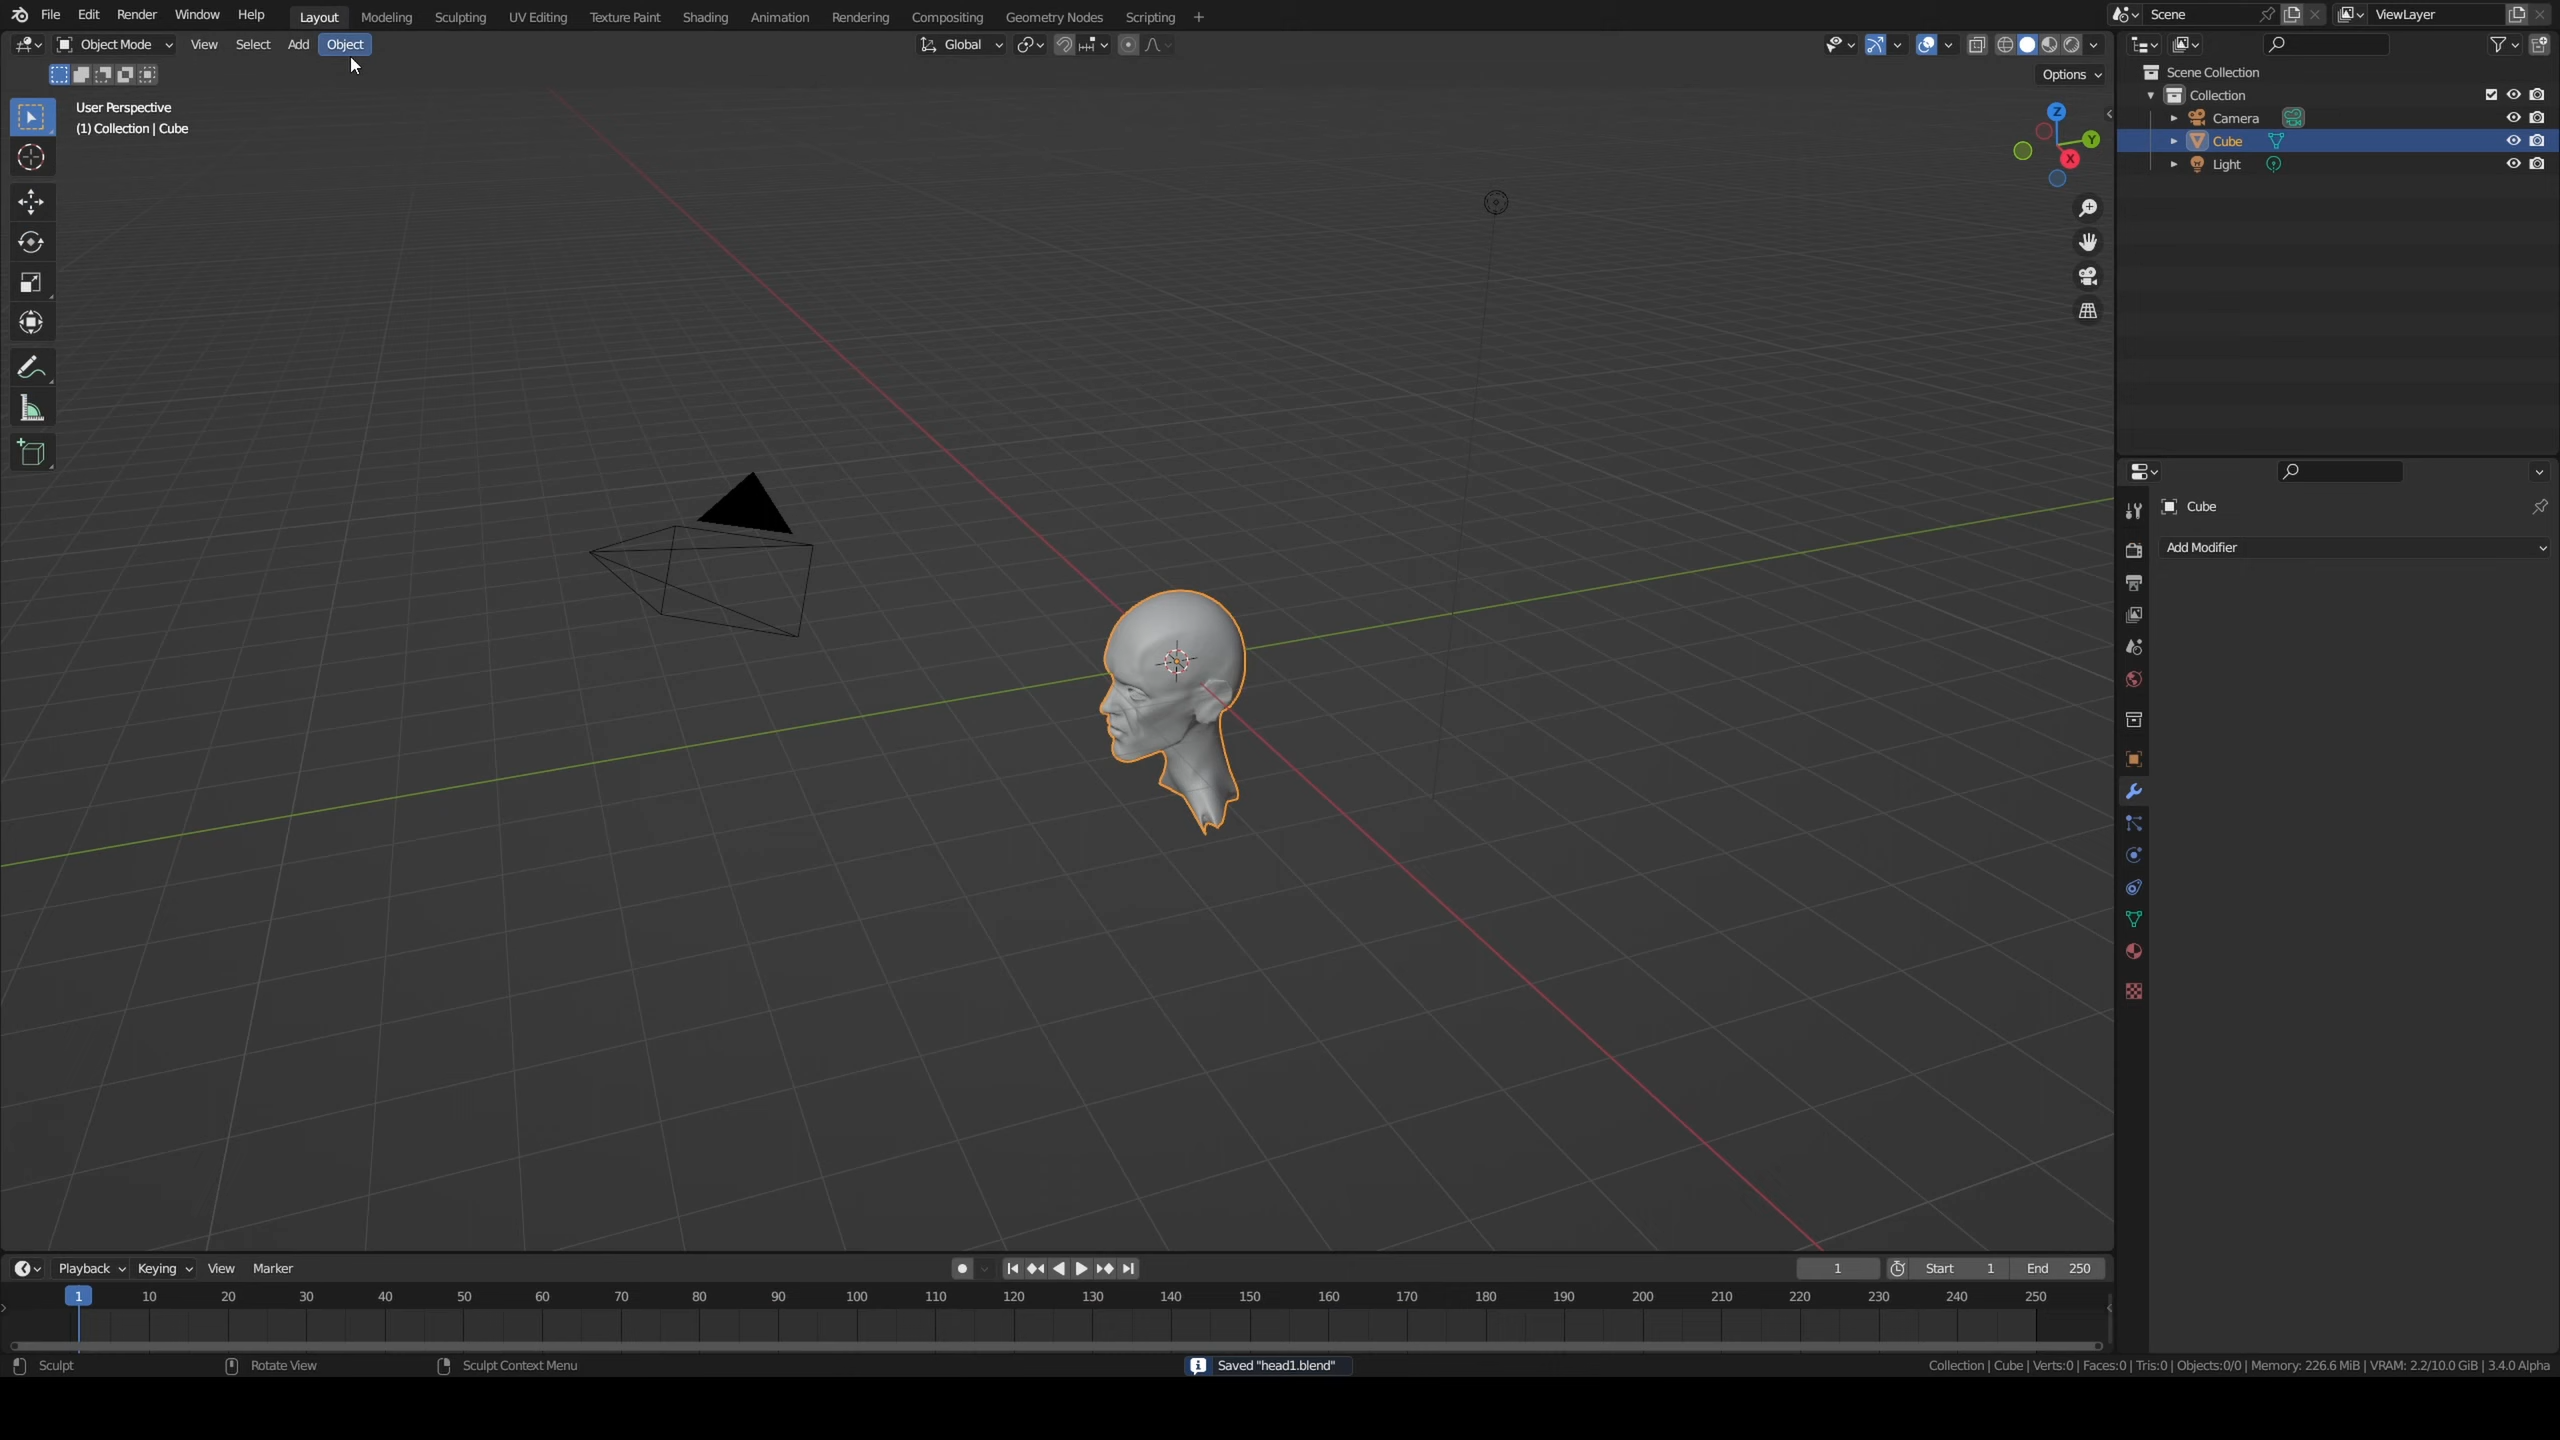 File Edit Render Window Help Layout Modeling Sculpting UV Editing Texture Paint Shading Animation Rendering Compositing Geometry Nodes Scripting + Scene ViewLayer
Object Mode View Select Add Object Global
Options
User Perspective
(1) Collection | Cube
Z
Y
X
Scene Collection
Collection
Camera
Cube
Light
Cube
Add Modifier
Playback Keying View Marker 1 Start 1 End 250
1 10 20 30 40 50 60 70 80 90 100 110 120 130 140 150 160 170 180 190 200 210 220 230 240 250
Sculpt Rotate View Sculpt Context Menu Saved "head1.blend" Collection | Cube | Verts:0 | Faces:0 | Tris:0 | Objects:0/0 | Memory: 226.6 MiB | VRAM: 2.2/10.0 GiB | 3.4.0 Alpha